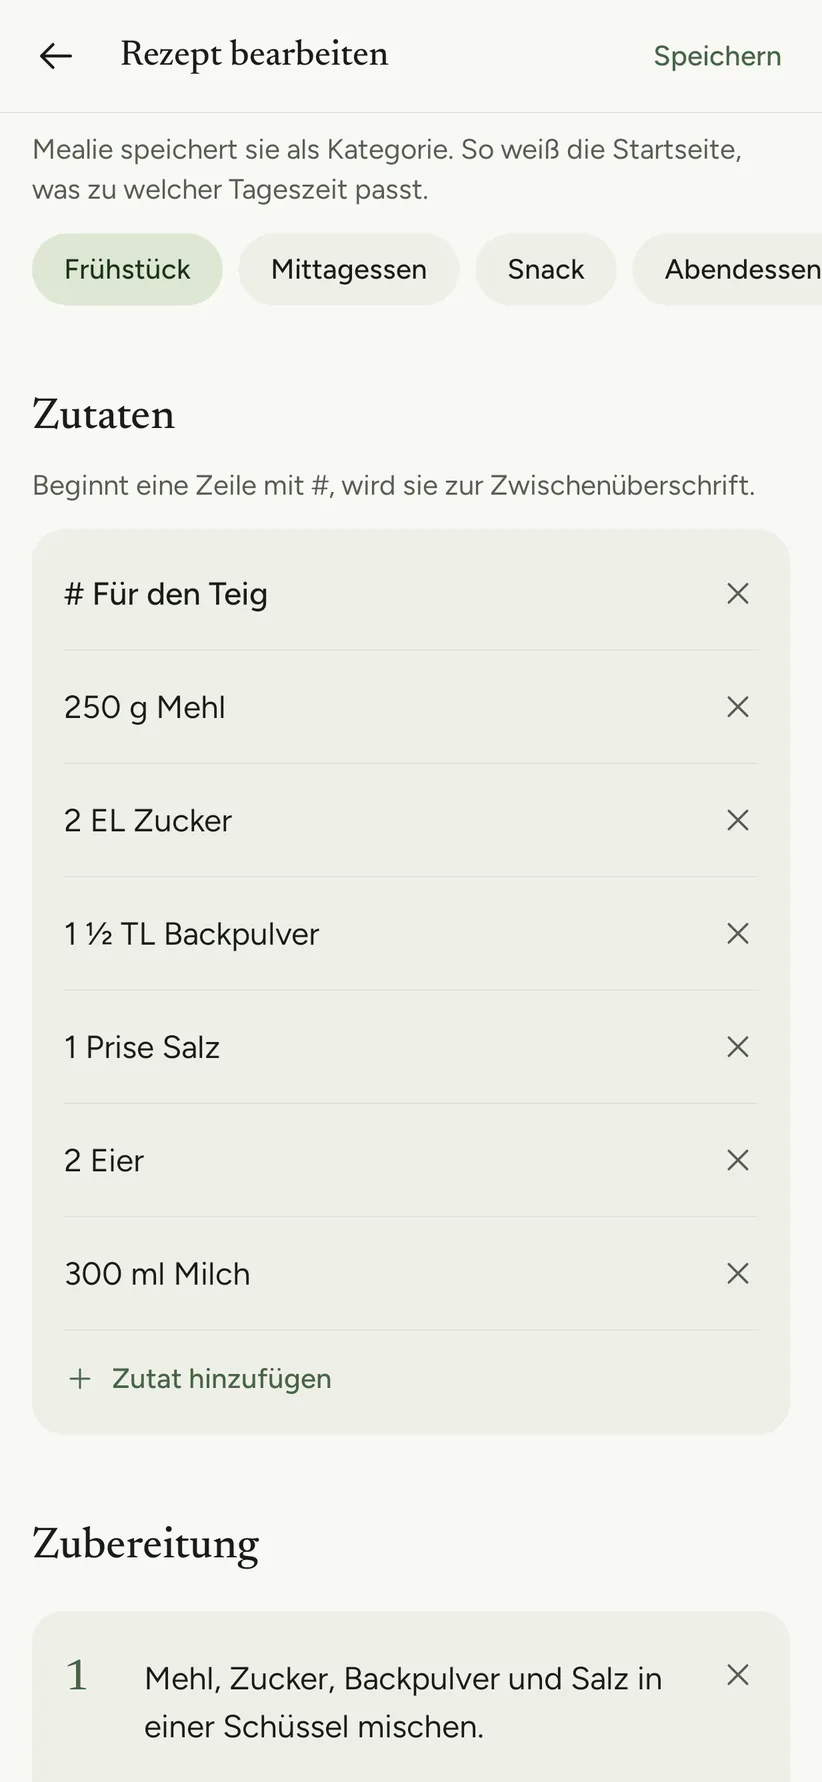 Rezept bearbeiten
Speichern
Mealie speichert sie als Kategorie. So weiß die Startseite,
was zu welcher Tageszeit passt.
Frühstück
Mittagessen
Snack
Abendessen
Zutaten
Beginnt eine Zeile mit #, wird sie zur Zwischenüberschrift.
# Für den Teig
250 g Mehl
2 EL Zucker
1 ½ TL Backpulver
1 Prise Salz
2 Eier
300 ml Milch
Zutat hinzufügen
Zubereitung
1
Mehl, Zucker, Backpulver und Salz in
einer Schüssel mischen.